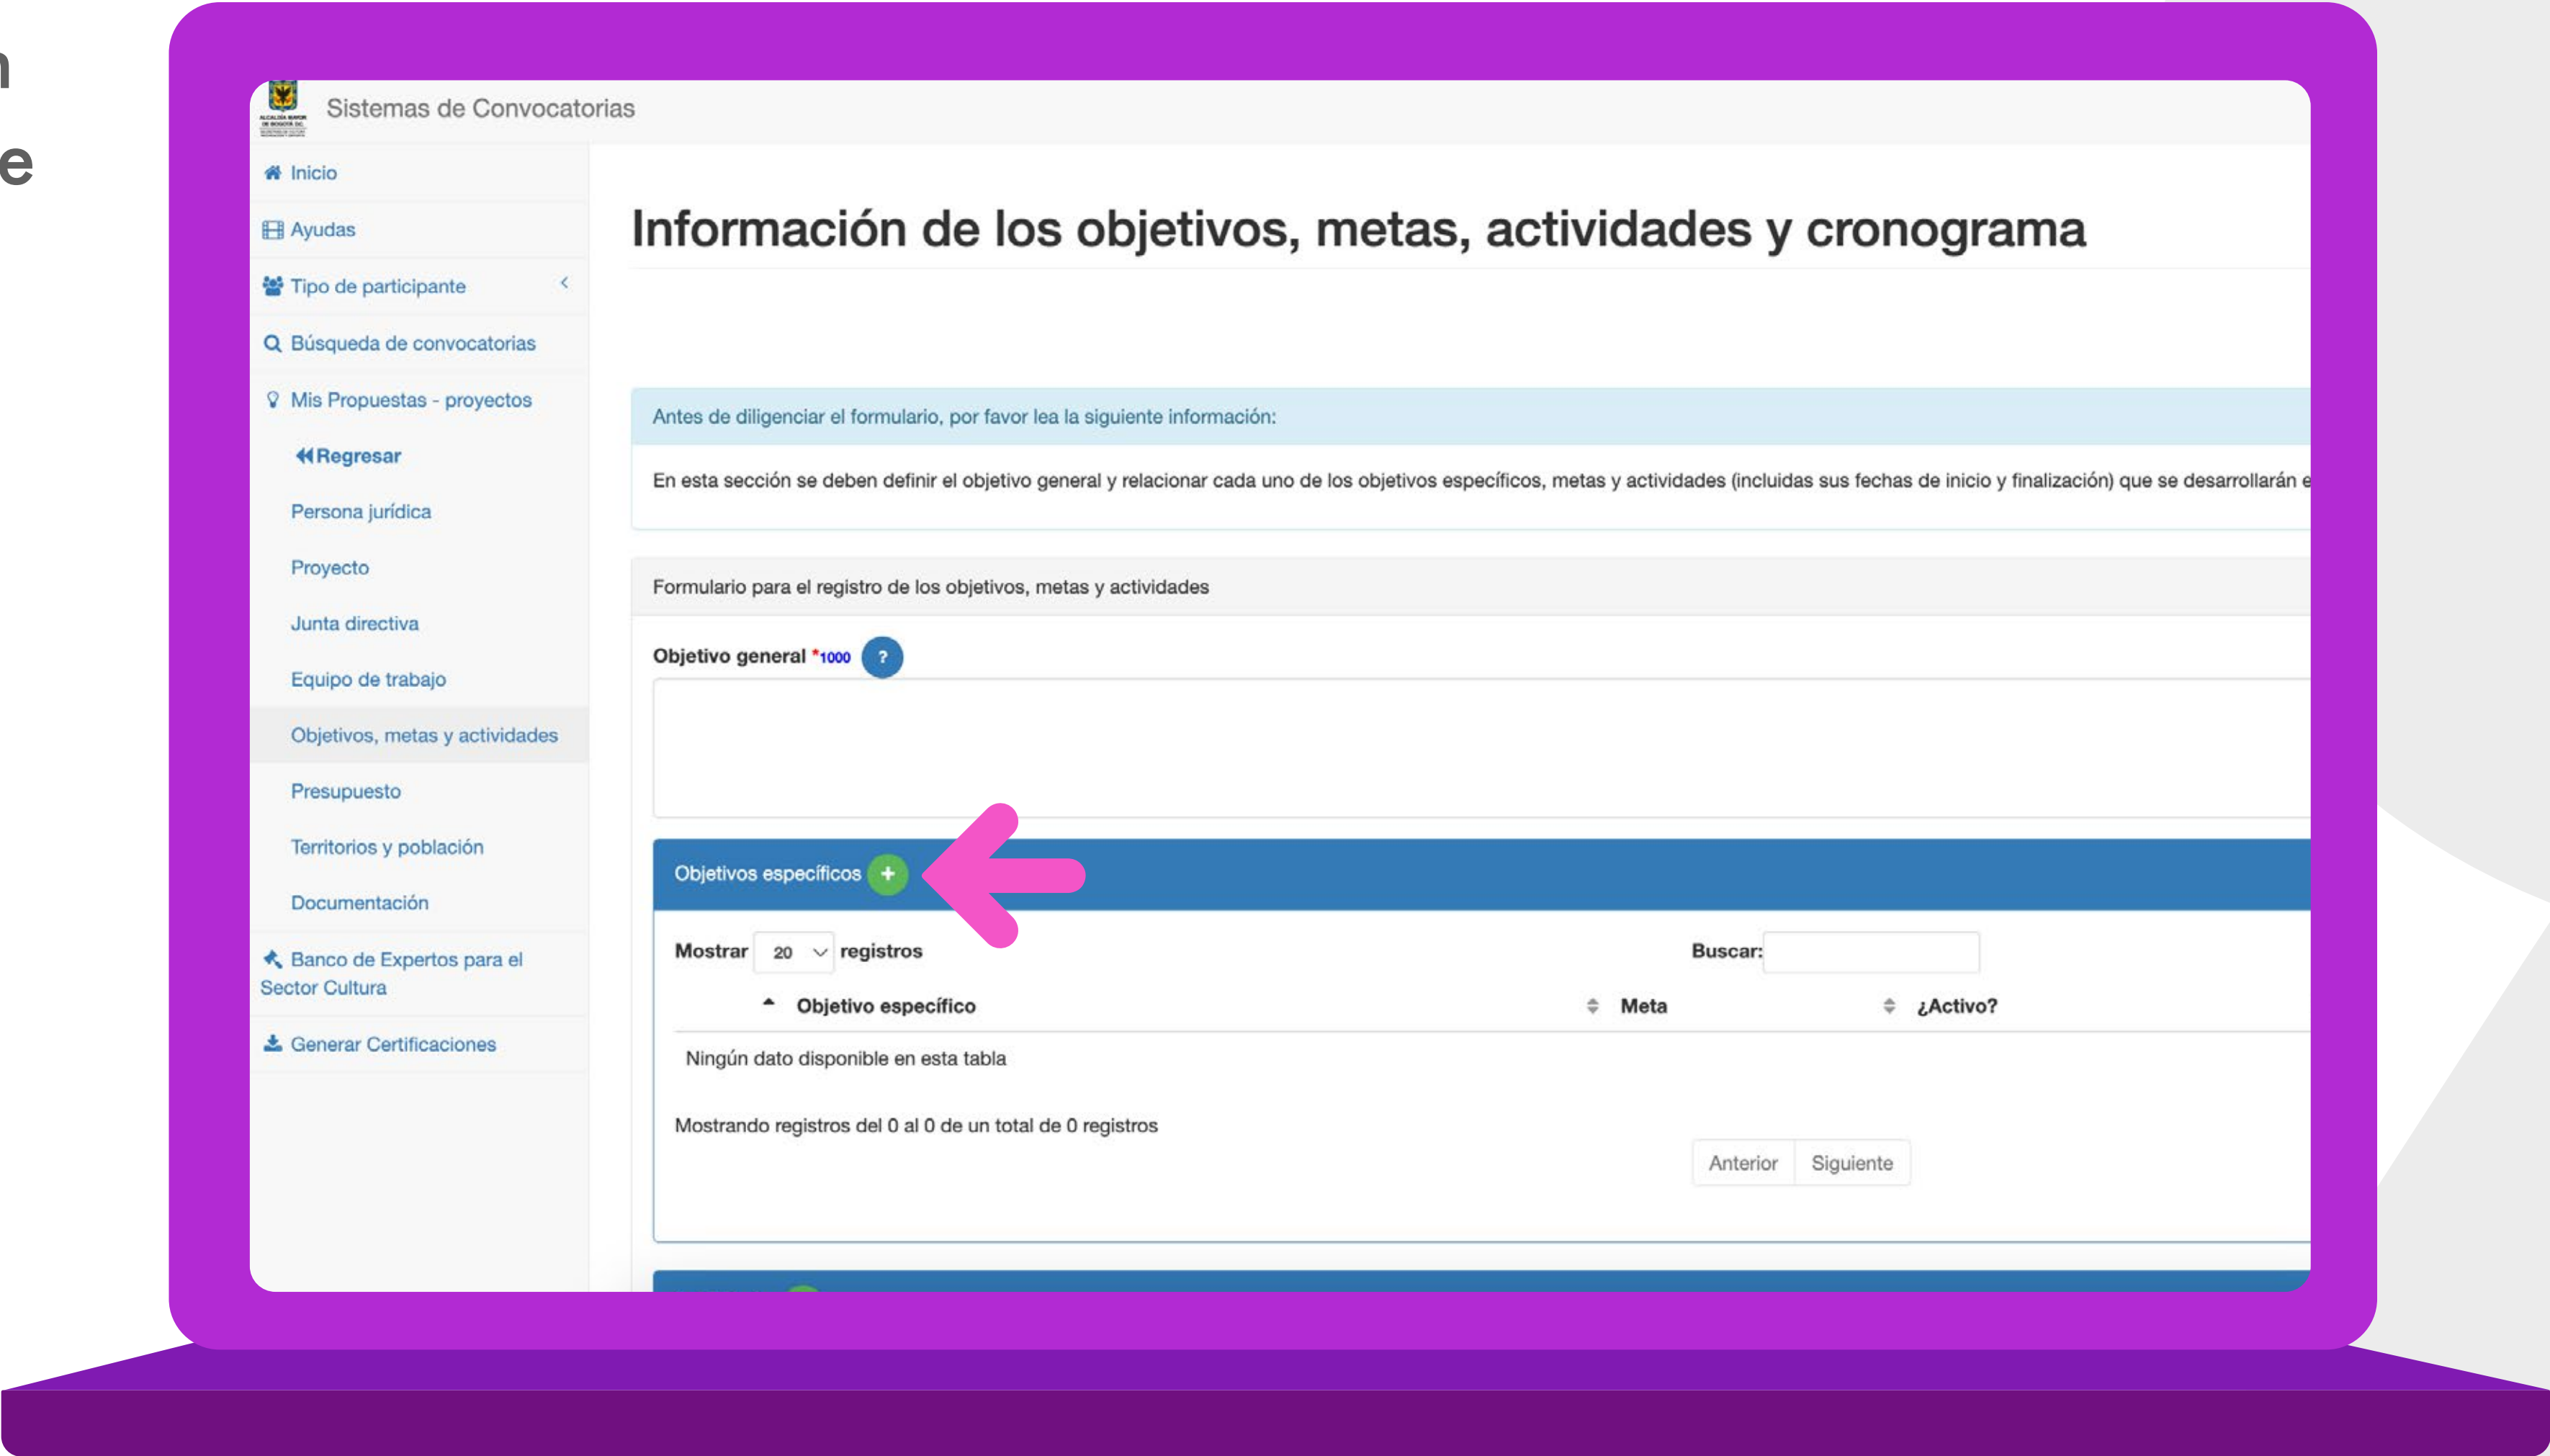 ALCALDÍA MAYOR
DE BOGOTÁ D.C.
Sistemas de Convocatorias
Inicio
Ayudas
Tipo de participante
Búsqueda de convocatorias
Mis Propuestas - proyectos
Regresar
Persona jurídica
Proyecto
Junta directiva
Equipo de trabajo
Objetivos, metas y actividades
Presupuesto
Territorios y población
Documentación
Banco de Expertos para el
Sector Cultura
Generar Certificaciones
Información de los objetivos, metas, actividades y cronograma
Antes de diligenciar el formulario, por favor lea la siguiente información:
En esta sección se deben definir el objetivo general y relacionar cada uno de los objetivos específicos, metas y actividades (incluidas sus fechas de inicio y finalización) que se desarrollarán e
Formulario para el registro de los objetivos, metas y actividades
Objetivo general *1000 ?
Objetivos específicos +
Mostrar 20 registros
Buscar:
Objetivo específico Meta ¿Activo?
Ningún dato disponible en esta tabla
Mostrando registros del 0 al 0 de un total de 0 registros
Anterior Siguiente